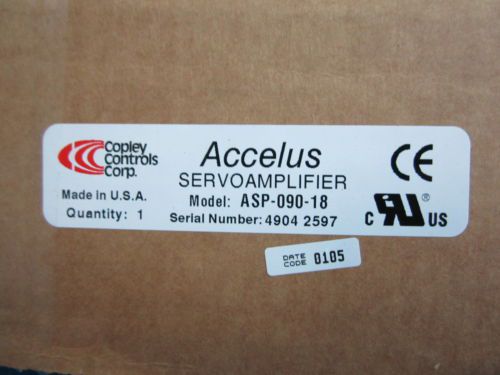 Copley
Controls
Corp.
Made in U.S.A.
Quantity: 1
Accelus
SERVOAMPLIFIER
Model: ASP-090-18
Serial Number: 4904 2597
CE
C RU® US
DATE
CODE 0105